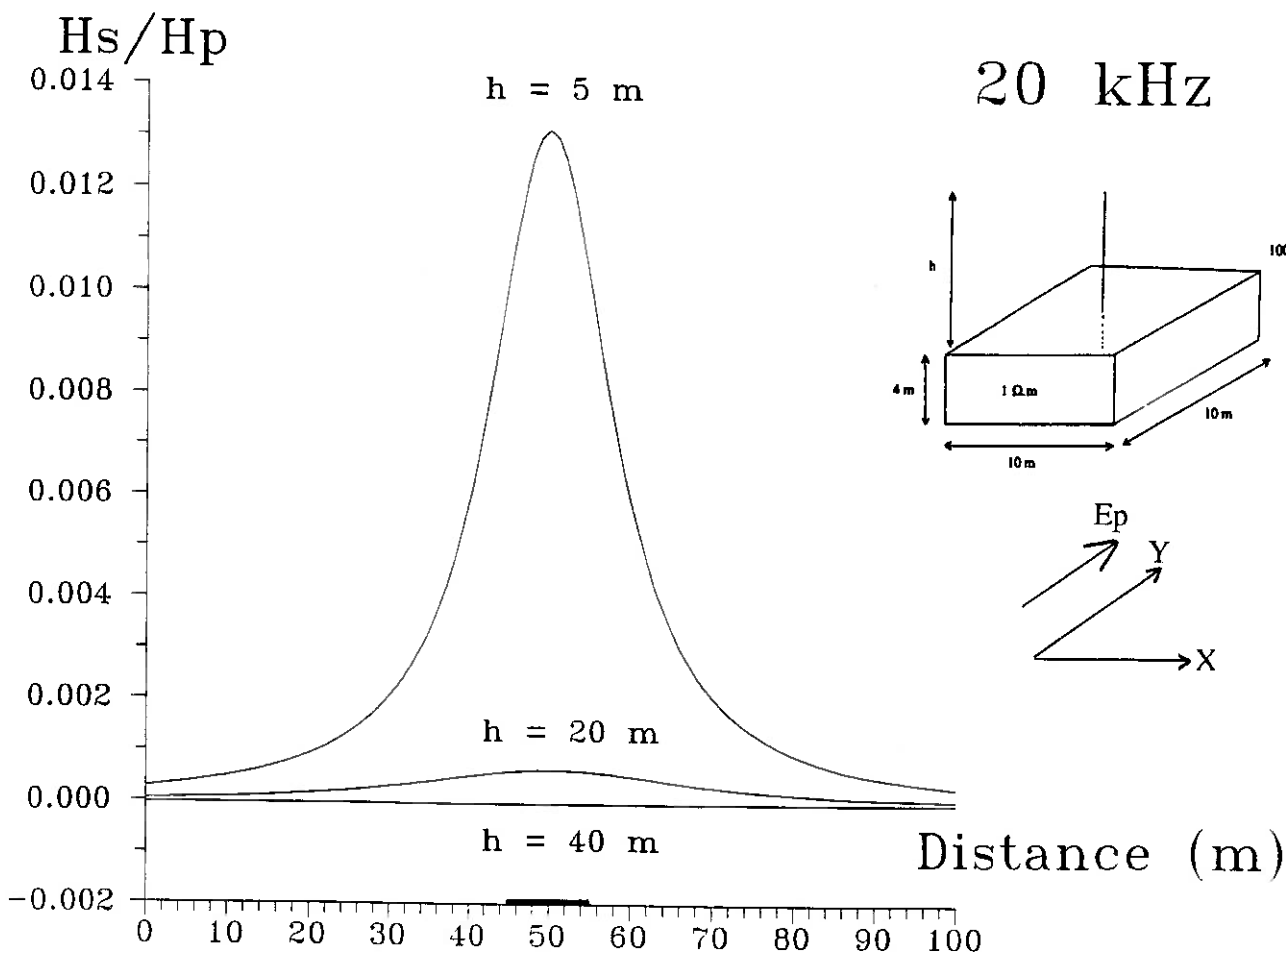 Hs/Hp
0.014
0.012
0.010
0.008
0.006
0.004
0.002
0.000
-0.002
h = 5 m
h = 20 m
h = 40 m
0 10 20 30 40 50 60 70 80 90 100
Distance (m)
20 kHz
h
100
4 m
1 Ω.m
10 m
10 m
Ep
Y
X